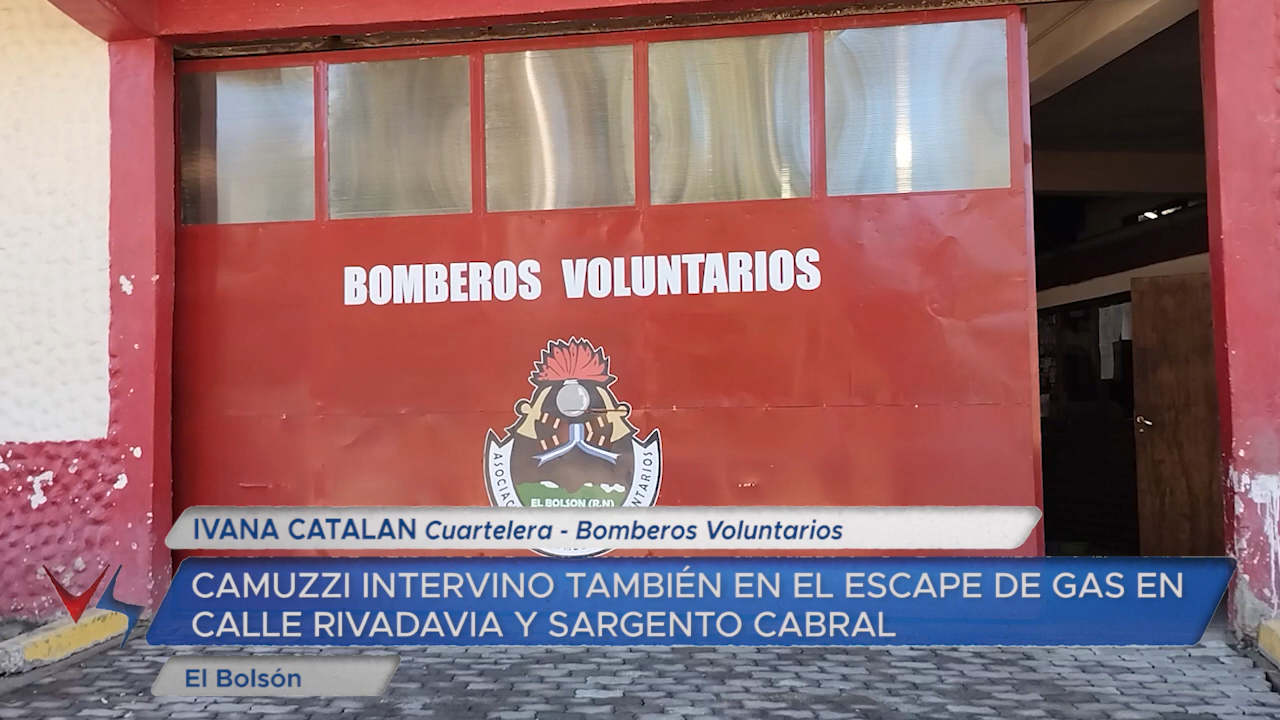 BOMBEROS VOLUNTARIOS
EL BOLSON (R.N)
IVANA CATALAN Cuartelera - Bomberos Voluntarios
CAMUZZI INTERVINO TAMBIÉN EN EL ESCAPE DE GAS EN
CALLE RIVADAVIA Y SARGENTO CABRAL
El Bolsón